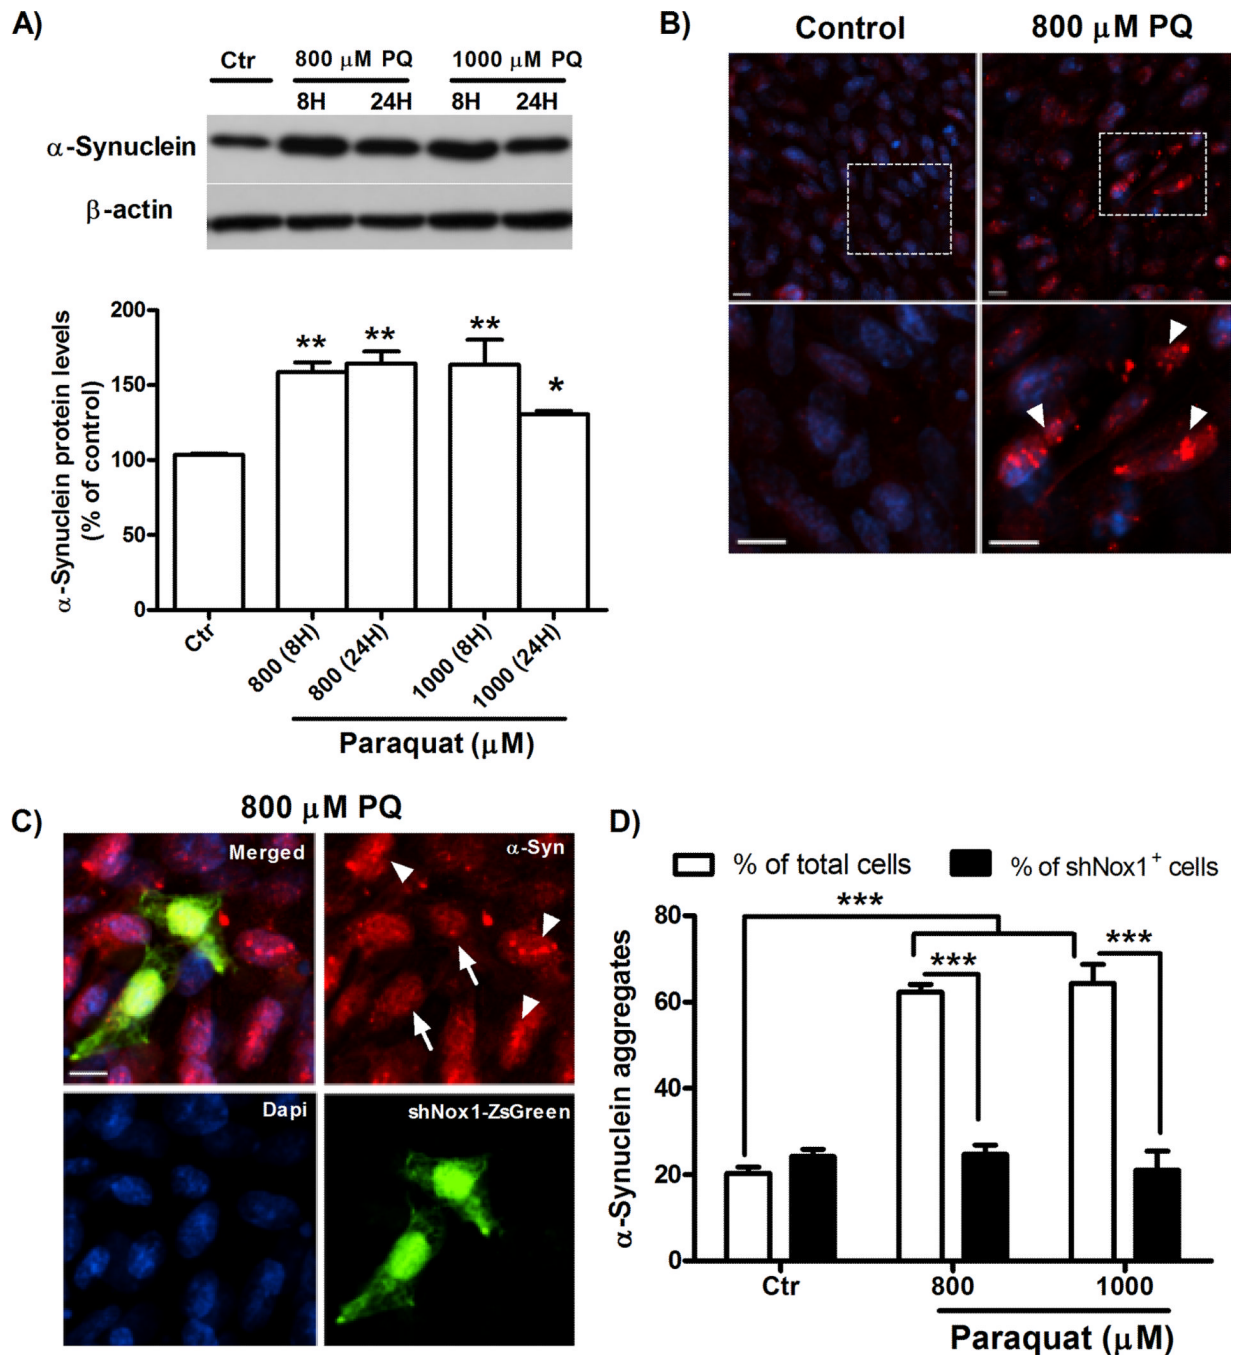 A)
Ctr 800 μM PQ 1000 μM PQ
8H 24H 8H 24H
α-Synuclein
β-actin
α-Synuclein protein levels
(% of control)
200
150
100
50
0
** ** ** *
Ctr 800 (8H) 800 (24H) 1000 (8H) 1000 (24H)
Paraquat (μM)
B)
Control 800 μM PQ
C)
800 μM PQ
Merged α-Syn
Dapi shNox1-ZsGreen
D)
% of total cells % of shNox1+ cells
α-Synuclein aggregates
80
60
40
20
0
***
*** ***
Ctr 800 1000
Paraquat (μM)